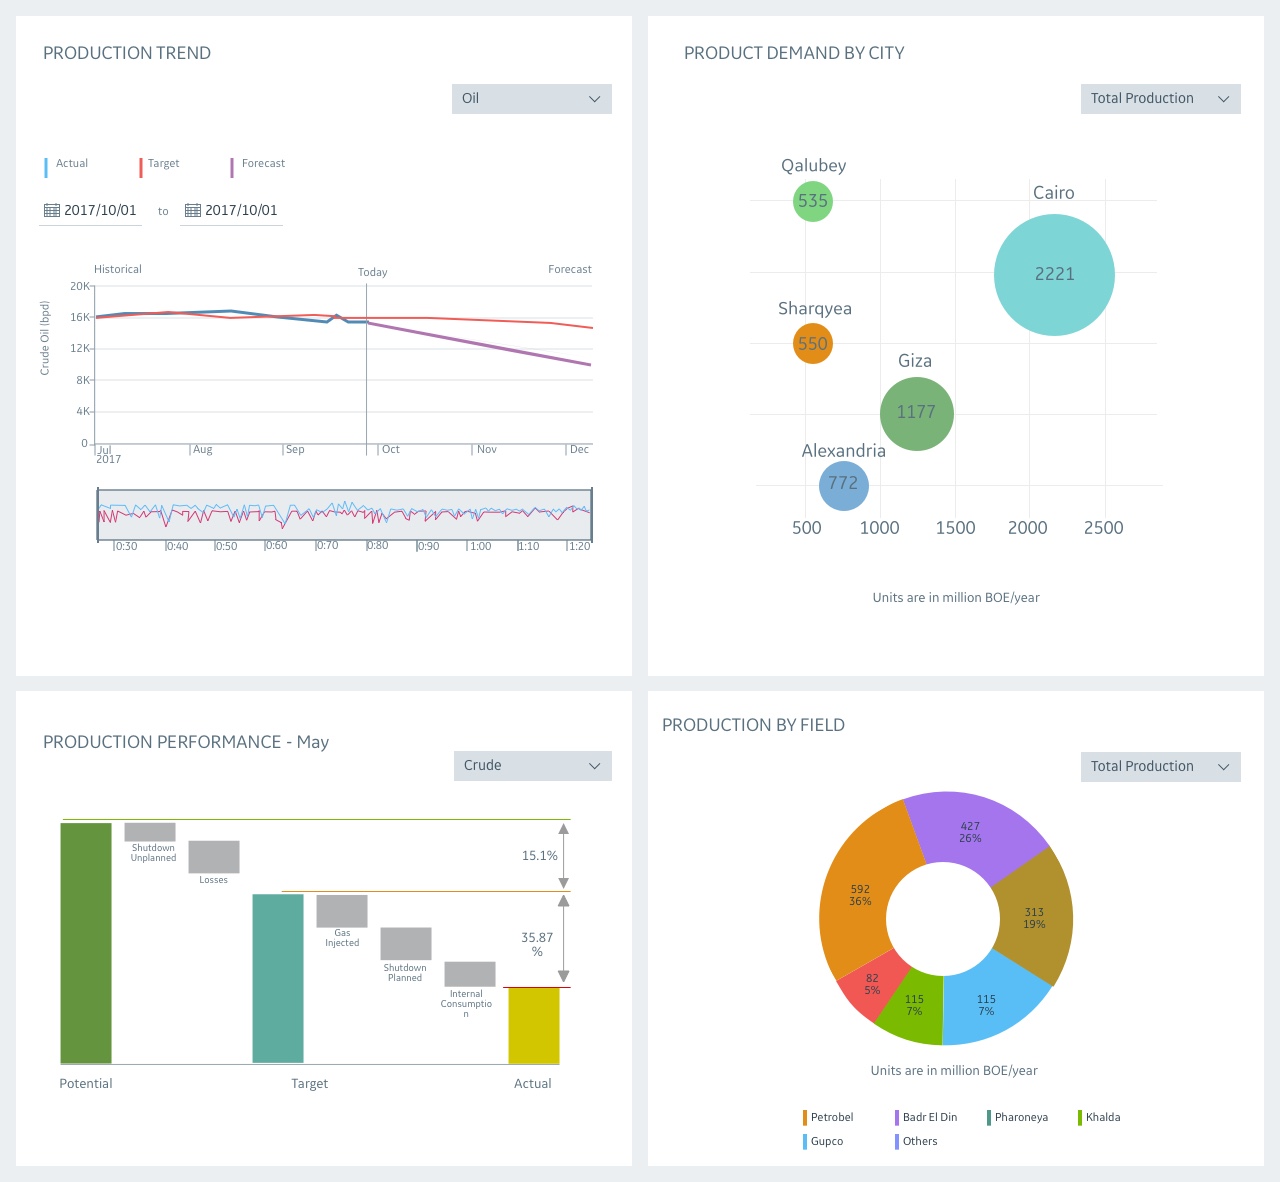 PRODUCTION TREND
Oil
Actual
Target
Forecast
2017/10/01
to
2017/10/01
Historical
Today
Forecast
Crude Oil (bpd)
20K
16K
12K
8K
4K
0
Jul
2017
Aug
Sep
Oct
Nov
Dec
0:30
0:40
0:50
0:60
0:70
0:80
0:90
1:00
1:10
1:20
PRODUCT DEMAND BY CITY
Total Production
Qalubey
535
Cairo
2221
Sharqyea
550
Giza
1177
Alexandria
772
500
1000
1500
2000
2500
Units are in million BOE/year
PRODUCTION PERFORMANCE - May
Crude
Shutdown
Unplanned
Losses
15.1%
Gas
Injected
Shutdown
Planned
Internal
Consumptio
n
35.87
%
Potential
Target
Actual
PRODUCTION BY FIELD
Total Production
427
26%
592
36%
313
19%
82
5%
115
7%
115
7%
Units are in million BOE/year
Petrobel
Badr El Din
Pharoneya
Khalda
Gupco
Others